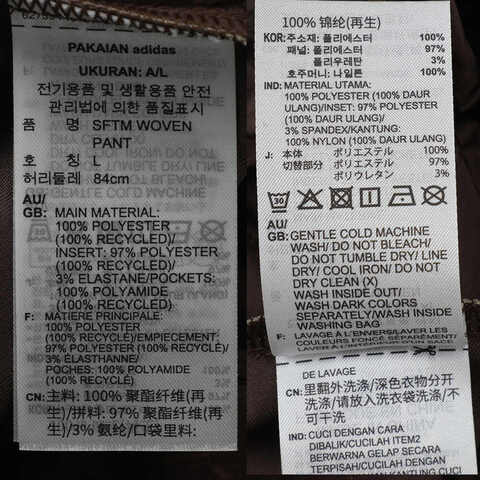 PAKAIAN adidas
UKURAN: A/L
전기용품 및 생활용품 안전
관리법에 의한 품질표시
품 명 SFTM WOVEN
PANT
호 칭 L
허리둘레 84cm
AU/
GB: MAIN MATERIAL:
100% POLYESTER
(100% RECYCLED)/
INSERT: 97% POLYESTER
(100% RECYCLED)/
3% ELASTANE/POCKETS:
100% POLYAMIDE
(100% RECYCLED)
F: MATIÈRE PRINCIPALE:
100% POLYESTER
(100% RECYCLÉ)/EMPIECEMENT:
97% POLYESTER (100% RECYCLÉ)/
3% ÉLASTHANNE/
POCHES: 100% POLYAMIDE
(100% RECYCLÉ)
CN: 主料: 100% 聚酯纤维(再
生)/拼料: 97% 聚酯纤维(再生)
/3% 氨纶/口袋里料:
100% 锦纶(再生)
KOR: 주소재: 폴리에스터 100%
패널: 폴리에스터 97%
폴리우레탄 3%
호주머니: 나일론 100%
IND: MATERIAL UTAMA:
100% POLYESTER (100% DAUR
ULANG)/INSET: 97% POLYESTER
(100% DAUR ULANG)/
3% SPANDEX/KANTUNG:
100% NYLON (100% DAUR ULANG)
J: 本体 ポリエステル 100%
切替部分 ポリエステル 97%
ポリウレタン 3%
30 30
AU/
GB: GENTLE COLD MACHINE
WASH/ DO NOT BLEACH/
DO NOT TUMBLE DRY/ LINE
DRY/ COOL IRON/ DO NOT
DRY CLEAN (X)
WASH INSIDE OUT/
WASH DARK COLORS
SEPARATELY/WASH INSIDE
WASHING BAG
F: LAVAGE À L'ENVERS/LAVER LES
COULEURS FONCÉ SÉPARÉMENT/
DE LAVAGE
CN: 里翻外洗涤/深色衣物分开
洗涤/请放入洗衣袋洗涤/不
可干洗
IND: CUCI DENGAN CARA
DIBALIK/CUCILAH ITEM2
BERWARNA GELAP SECARA
TERPISAH/CUCI DI DALAM